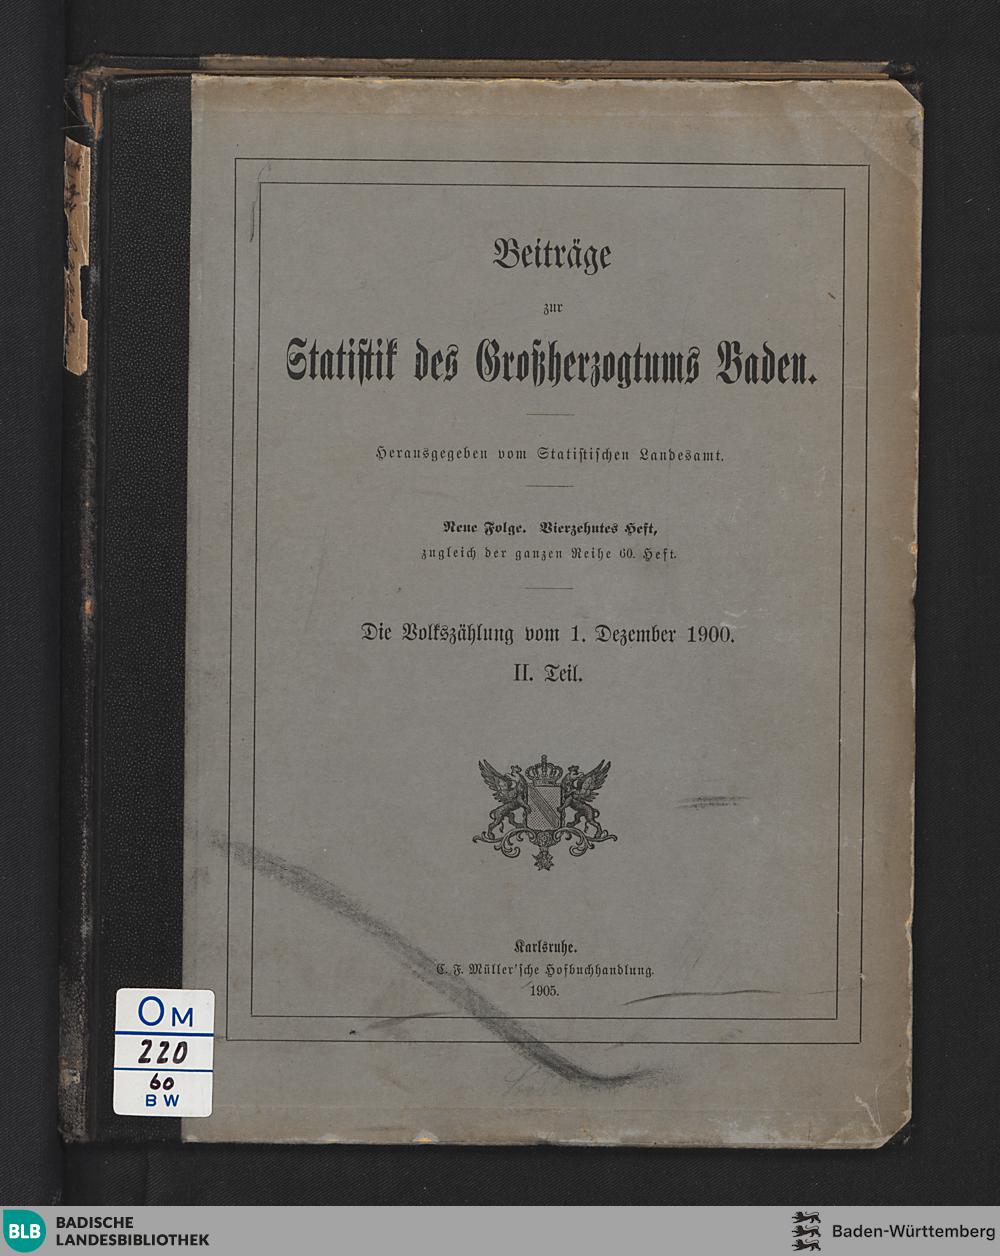 Beiträge
zur
Statistik des Großherzogtums Baden.
Herausgegeben vom Statistischen Landesamt.
Neue Folge. Vierzehntes Heft,
zugleich der ganzen Reihe 60. Heft.
Die Volkszählung vom 1. Dezember 1900.
II. Teil.
Karlsruhe.
C. F. Müller'sche Hofbuchhandlung.
1905.
OM
220
60
BW
BLB BADISCHE
LANDESBIBLIOTHEK
Baden-Württemberg